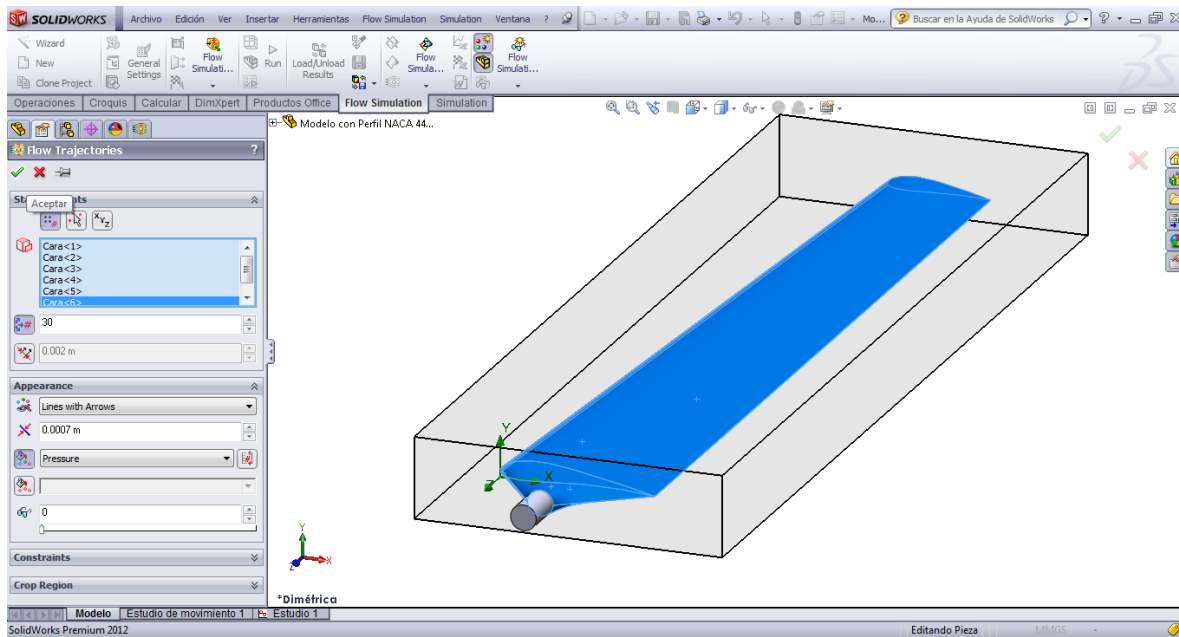 SOLIDWORKS Archivo Edición Ver Insertar Herramientas Flow Simulation Simulation Ventana ? Mo... Buscar en la Ayuda de SolidWorks ?
Wizard
New
Clone Project
General Settings
Flow Simulati...
Run
Load/Unload Results
Flow Simula...
Flow Simulati...
Operaciones Croquis Calcular DimXpert Productos Office Flow Simulation Simulation
Modelo con Perfil NACA 44...
Flow Trajectories ?
Aceptar
Cara<1>
Cara<2>
Cara<3>
Cara<4>
Cara<5>
Cara<6>
30
0.002 m
Appearance
Lines with Arrows
0.0007 m
Pressure
0
Constraints
Crop Region
Y
X
Z
Y
X
Z
*Dimétrica
Modelo Estudio de movimiento 1 Estudio 1
SolidWorks Premium 2012 Editando Pieza MMGS -